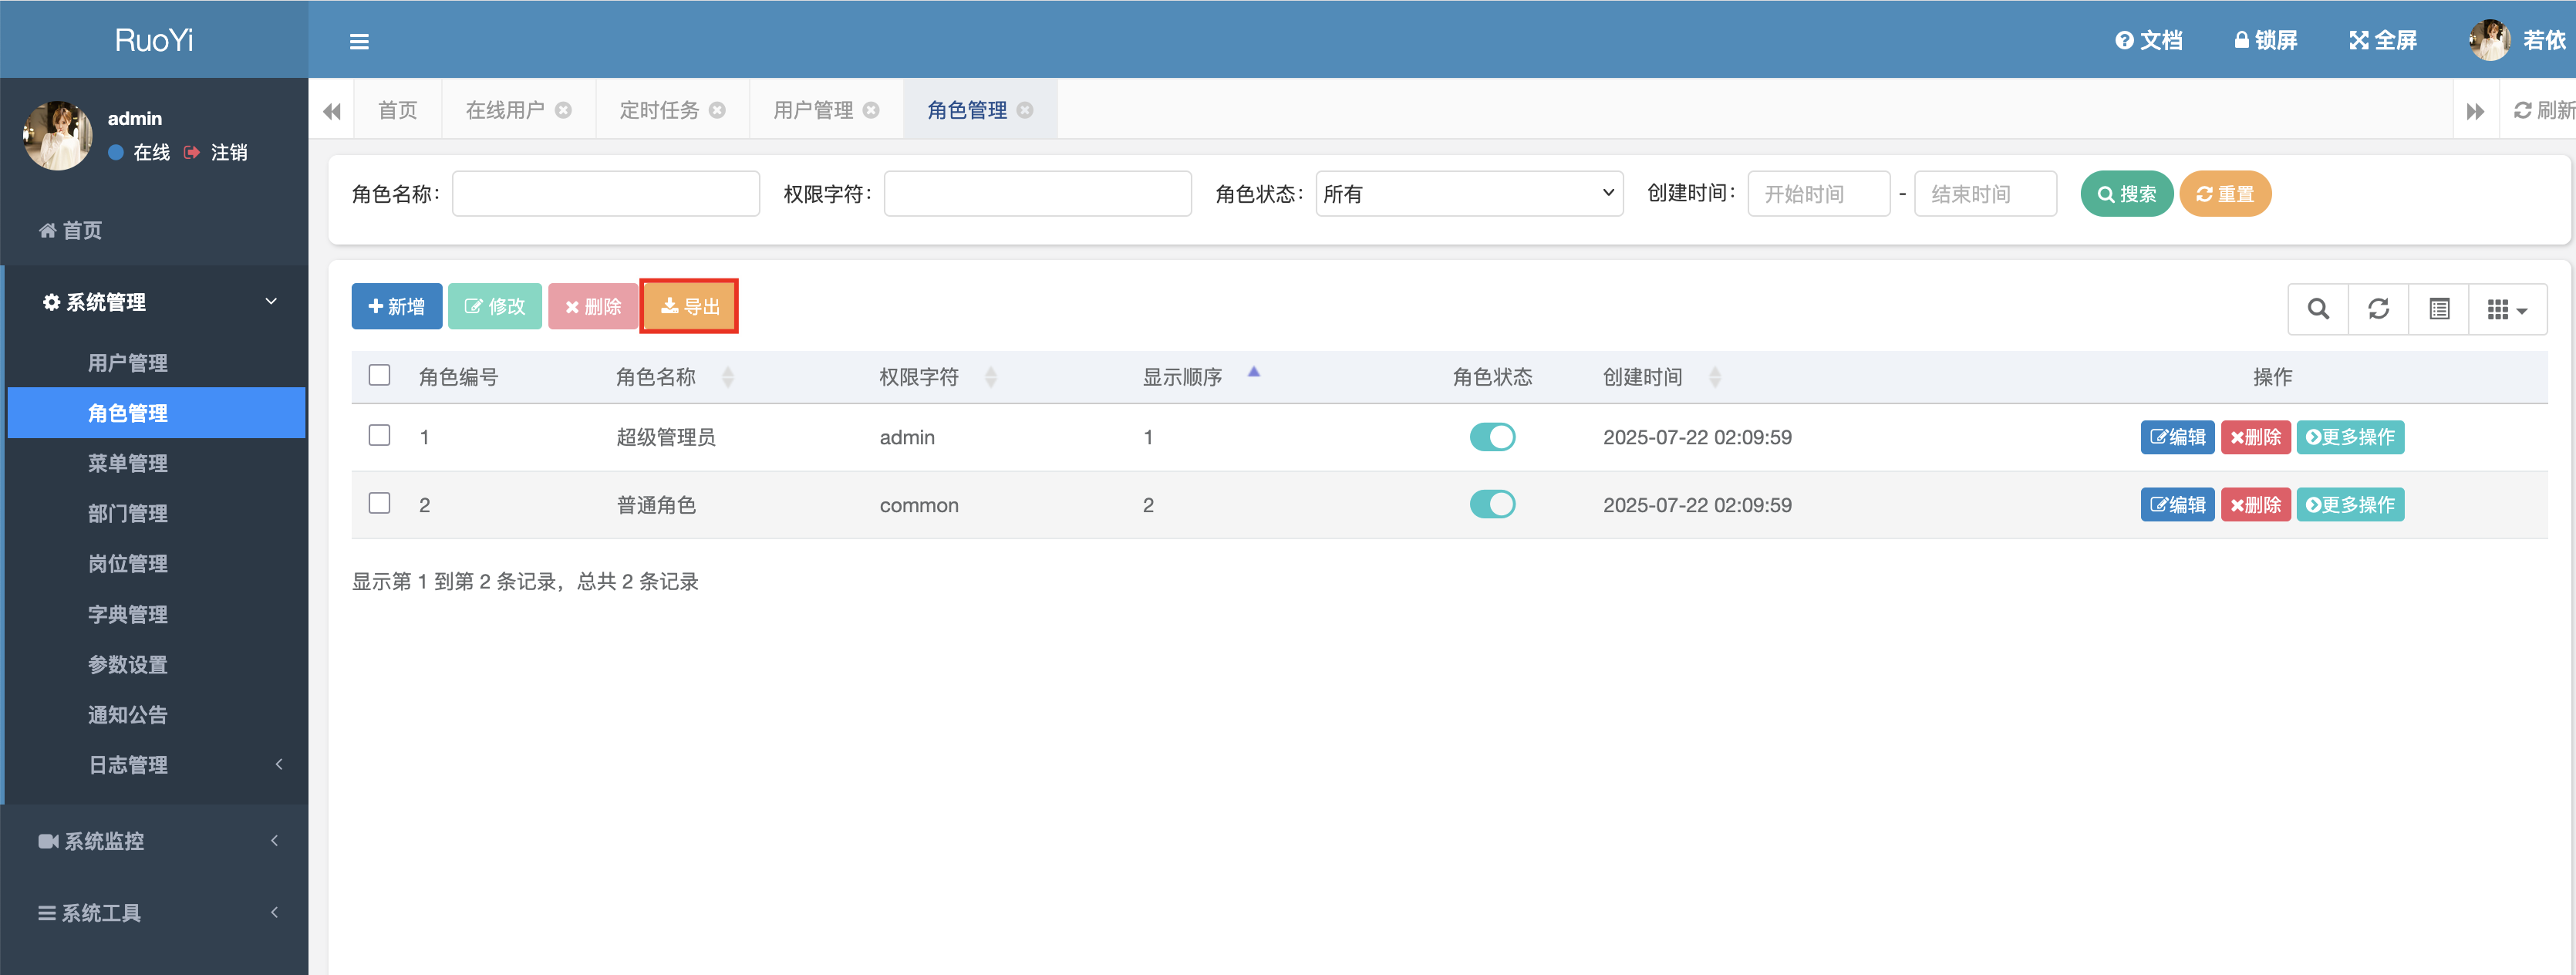 RuoYi
文档 锁屏 全屏 若依
admin
在线 注销
首页 在线用户 定时任务 用户管理 角色管理 刷新
角色名称： 权限字符： 角色状态： 所有 创建时间： 开始时间 - 结束时间 搜索 重置
首页
系统管理
用户管理
角色管理
菜单管理
部门管理
岗位管理
字典管理
参数设置
通知公告
日志管理
系统监控
系统工具
新增 修改 删除 导出
角色编号 角色名称 权限字符 显示顺序 角色状态 创建时间 操作
1 超级管理员 admin 1 2025-07-22 02:09:59 编辑 删除 更多操作
2 普通角色 common 2 2025-07-22 02:09:59 编辑 删除 更多操作
显示第 1 到第 2 条记录，总共 2 条记录